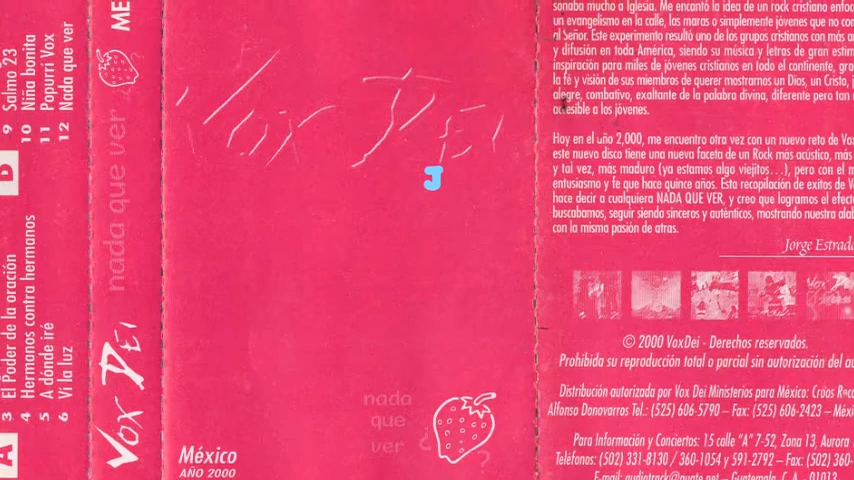 3 El Poder de la oración
4 Hermanos contra hermanos
5 A dónde iré
6 Vi la luz
A
9 Salmo 23
10 Niña bonita
11 Popurrí Vox
12 Nada que ver
Vox Dei
nada que ver
ME
Vox Dei
J
nada
que
ver
?
?
México
AÑO 2000
sonaba mucho a Iglesia. Me encantó la idea de un rock cristiano
un evangelismo en la calle, las maras o simplemente jóvenes que no
al Señor. Este experimento resultó uno de los grupos cristianos con más
y difusión en toda América, siendo su música y letras de gran
inspiración para miles de jóvenes cristianos en todo el continente,
la fé y visión de sus miembros de querer mostrarnos un Dios, un Cristo,
alegre, combativo, exaltante de la palabra divina, diferente pero tan
accesible a los jóvenes.
Hoy en el año 2,000, me encuentro otra vez con un nuevo reto de
este nuevo disco tiene una nueva faceta de un Rock más acústico, más
y tal vez, más maduro (ya estamos algo viejitos...), pero con el
entusiasmo y fe que hace quince años. Esta recopilación de exitos de
hace decir a cualquiera NADA QUE VER, y creo que logramos el
buscabamos, seguir siendo sinceros y auténticos, mostrando nuestra
con la misma pasión de atras.
Jorge Estrada
© 2000 VoxDei - Derechos reservados.
Prohibida su reproducción total o parcial sin autorización del
Distribución autorizada por Vox Dei Ministerios para México:
Alfonso Donovarros Tel.: (525) 606-5790 – Fax: (525) 606-2423 –
Para Información y Conciertos: 15 calle "A" 7-52, Zona 13, Aurora
Teléfonos: (502) 331-8130 / 360-1054 y 591-2792 – Fax: (502) 360-